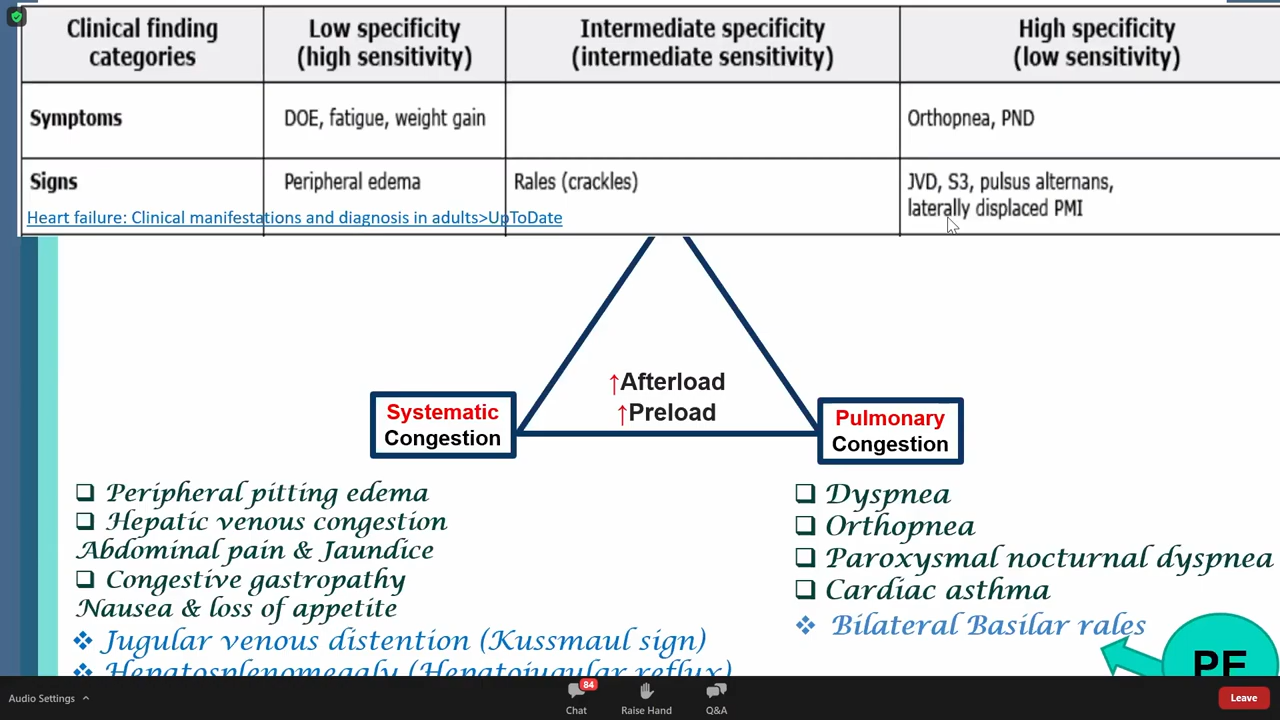 Clinical finding categories
Low specificity (high sensitivity)
Intermediate specificity (intermediate sensitivity)
High specificity (low sensitivity)
Symptoms
DOE, fatigue, weight gain
Orthopnea, PND
Signs
Peripheral edema
Rales (crackles)
JVD, S3, pulsus alternans,
laterally displaced PMI
Heart failure: Clinical manifestations and diagnosis in adults>UpToDate
↑Afterload
↑Preload
Systematic
Congestion
Pulmonary
Congestion
❑ Peripheral pitting edema
❑ Hepatic venous congestion
Abdominal pain & Jaundice
❑ Congestive gastropathy
Nausea & loss of appetite
❖ Jugular venous distention (Kussmaul sign)
❖ Hepatosplenomegaly (Hepatojugular reflux)
❑ Dyspnea
❑ Orthopnea
❑ Paroxysmal nocturnal dyspnea
❑ Cardiac asthma
❖ Bilateral Basilar rales
PE
Audio Settings
84
Chat
Raise Hand
Q&A
Leave